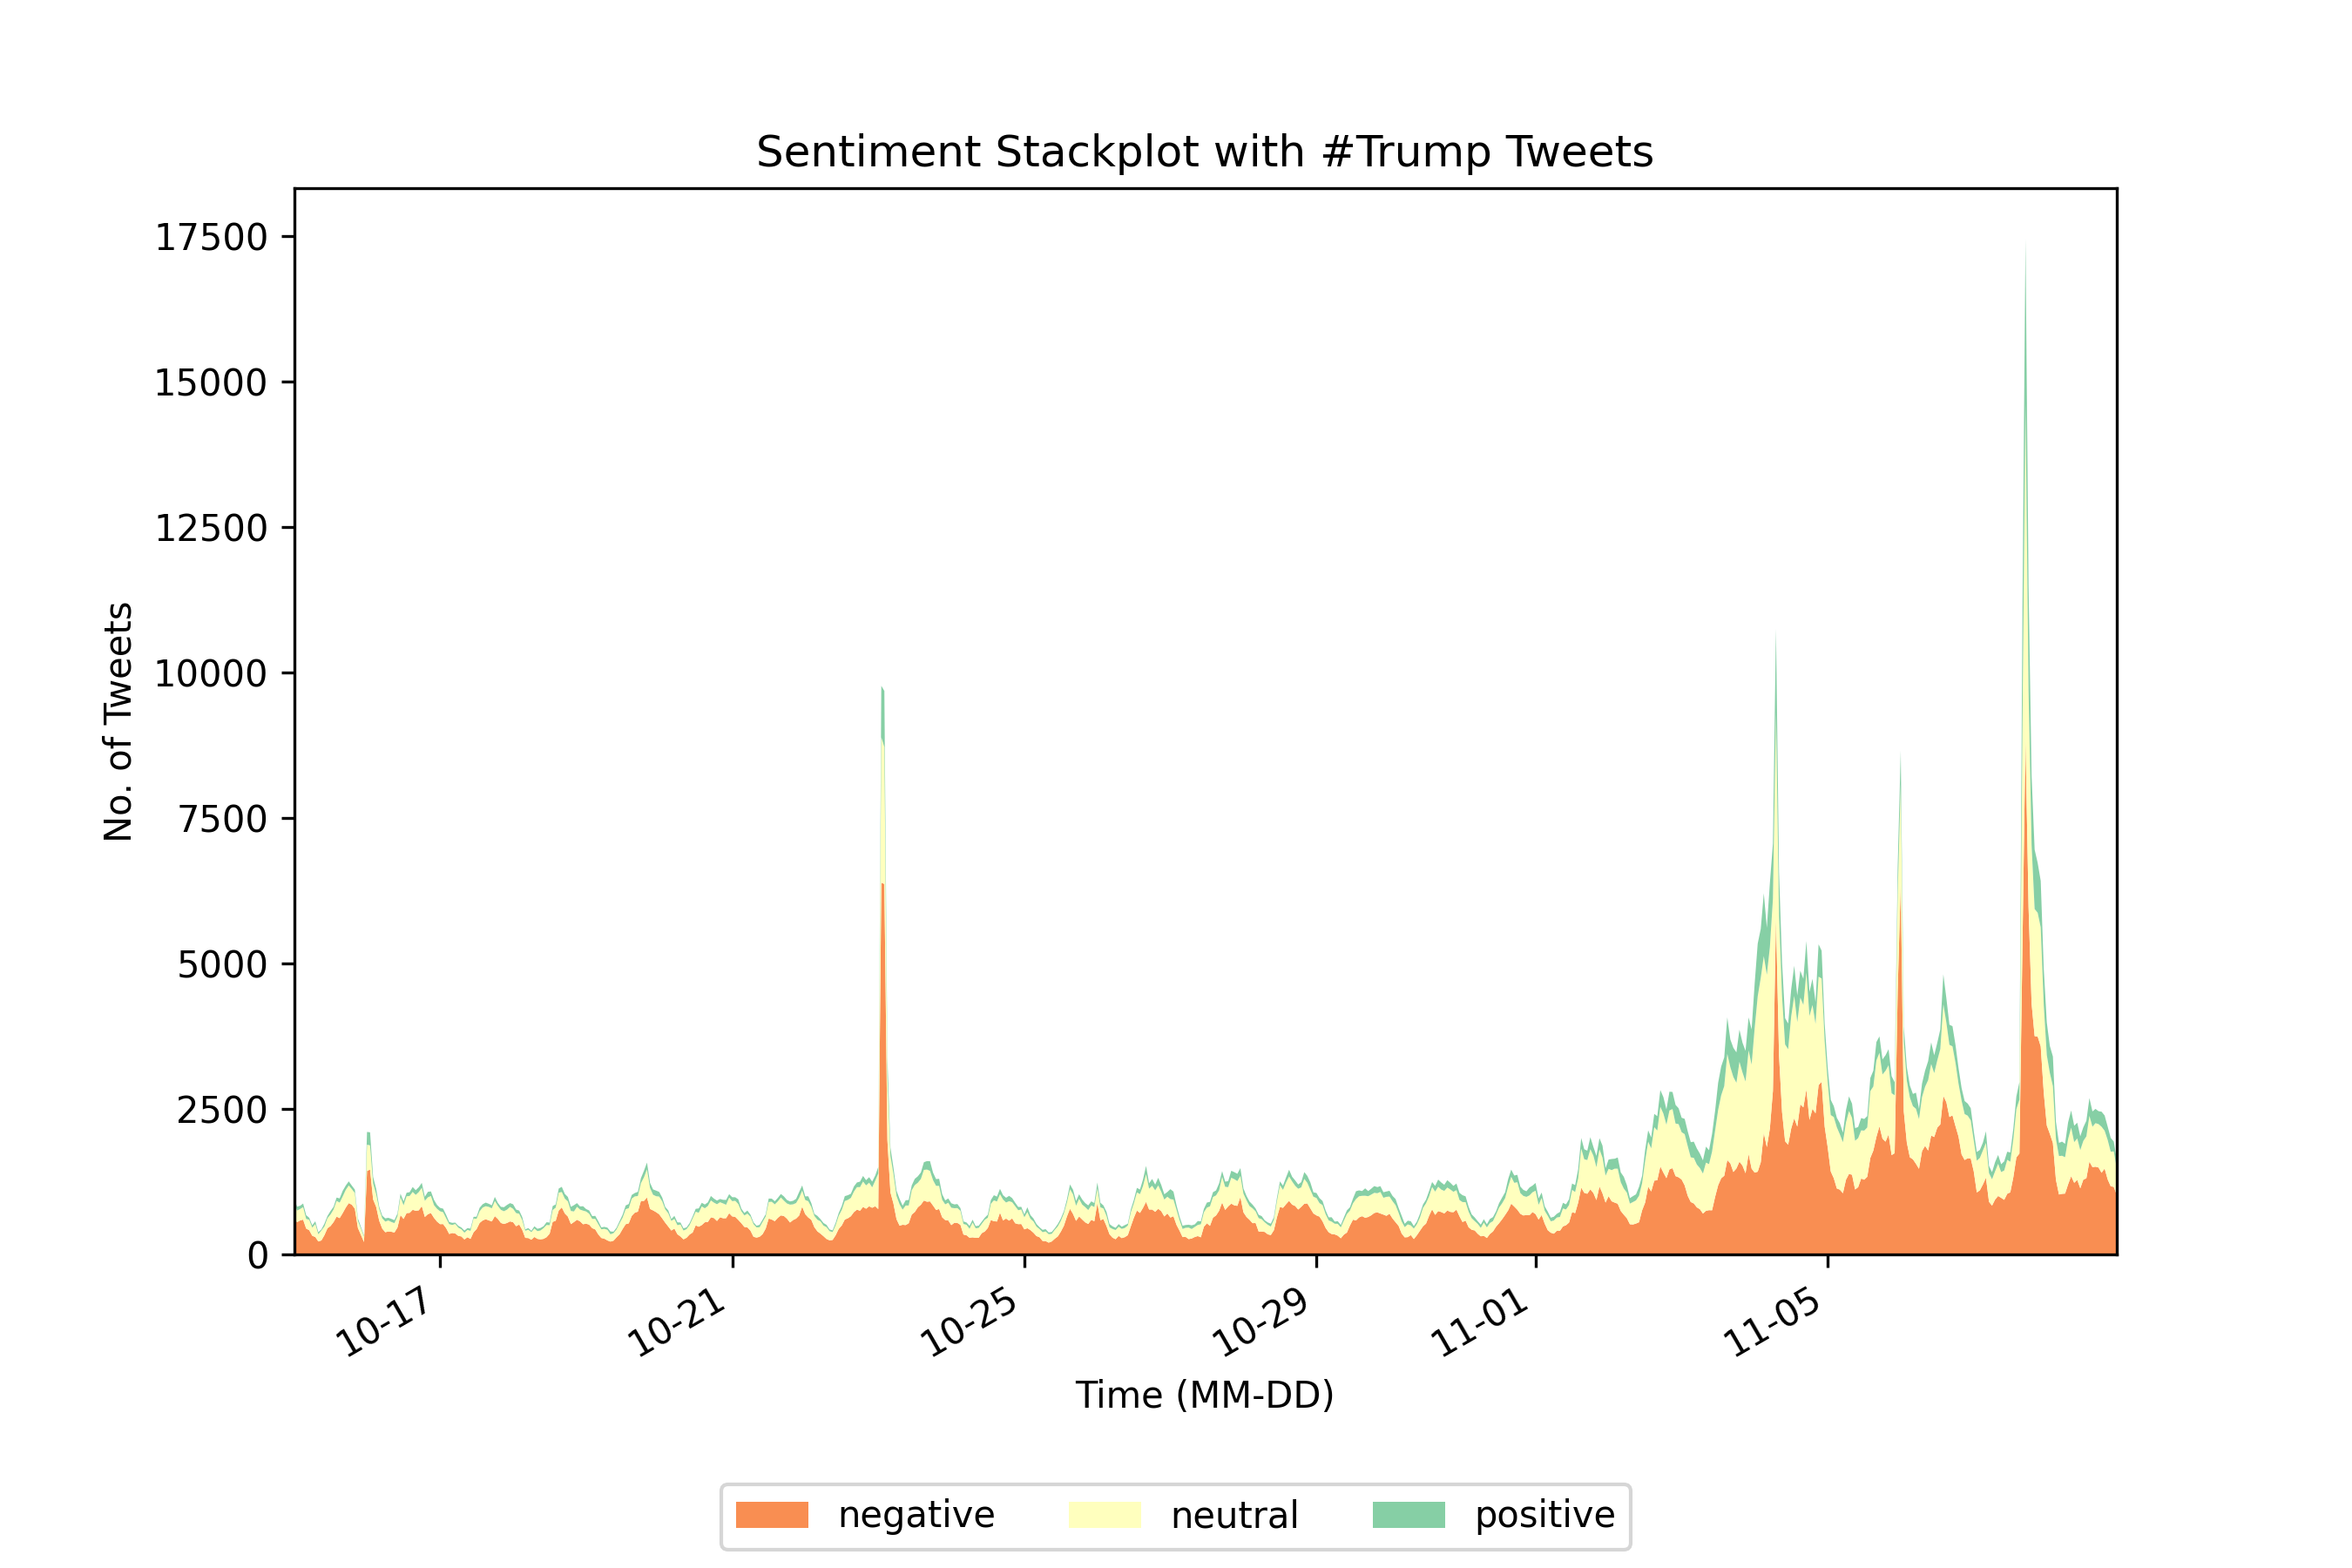 Sentiment Stackplot with #Trump Tweets
17500
15000
12500
10000
7500
5000
2500
0
No. of Tweets
10-17
10-21
10-25
10-29
11-01
11-05
Time (MM-DD)
negative
neutral
positive